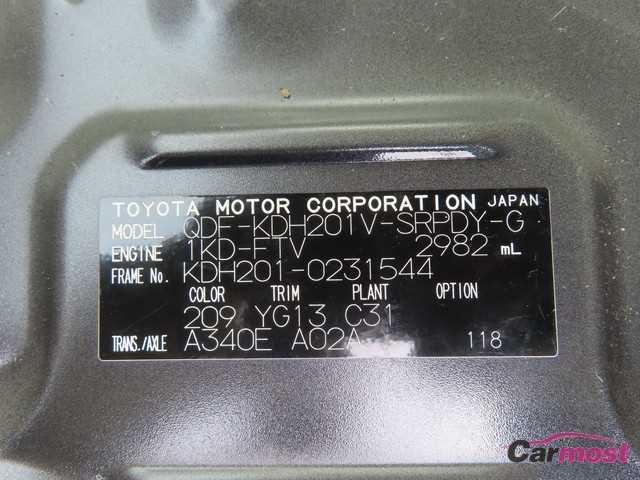 TOYOTA MOTOR CORPORATION JAPAN
MODEL QDF-KDH201V-SRPDY-G
ENGINE 1KD-FTV 2982 mL
FRAME No. KDH201-0231544
COLOR TRIM PLANT OPTION
209 YG13 C31
TRANS./AXLE A340E A02A 118
Carmost